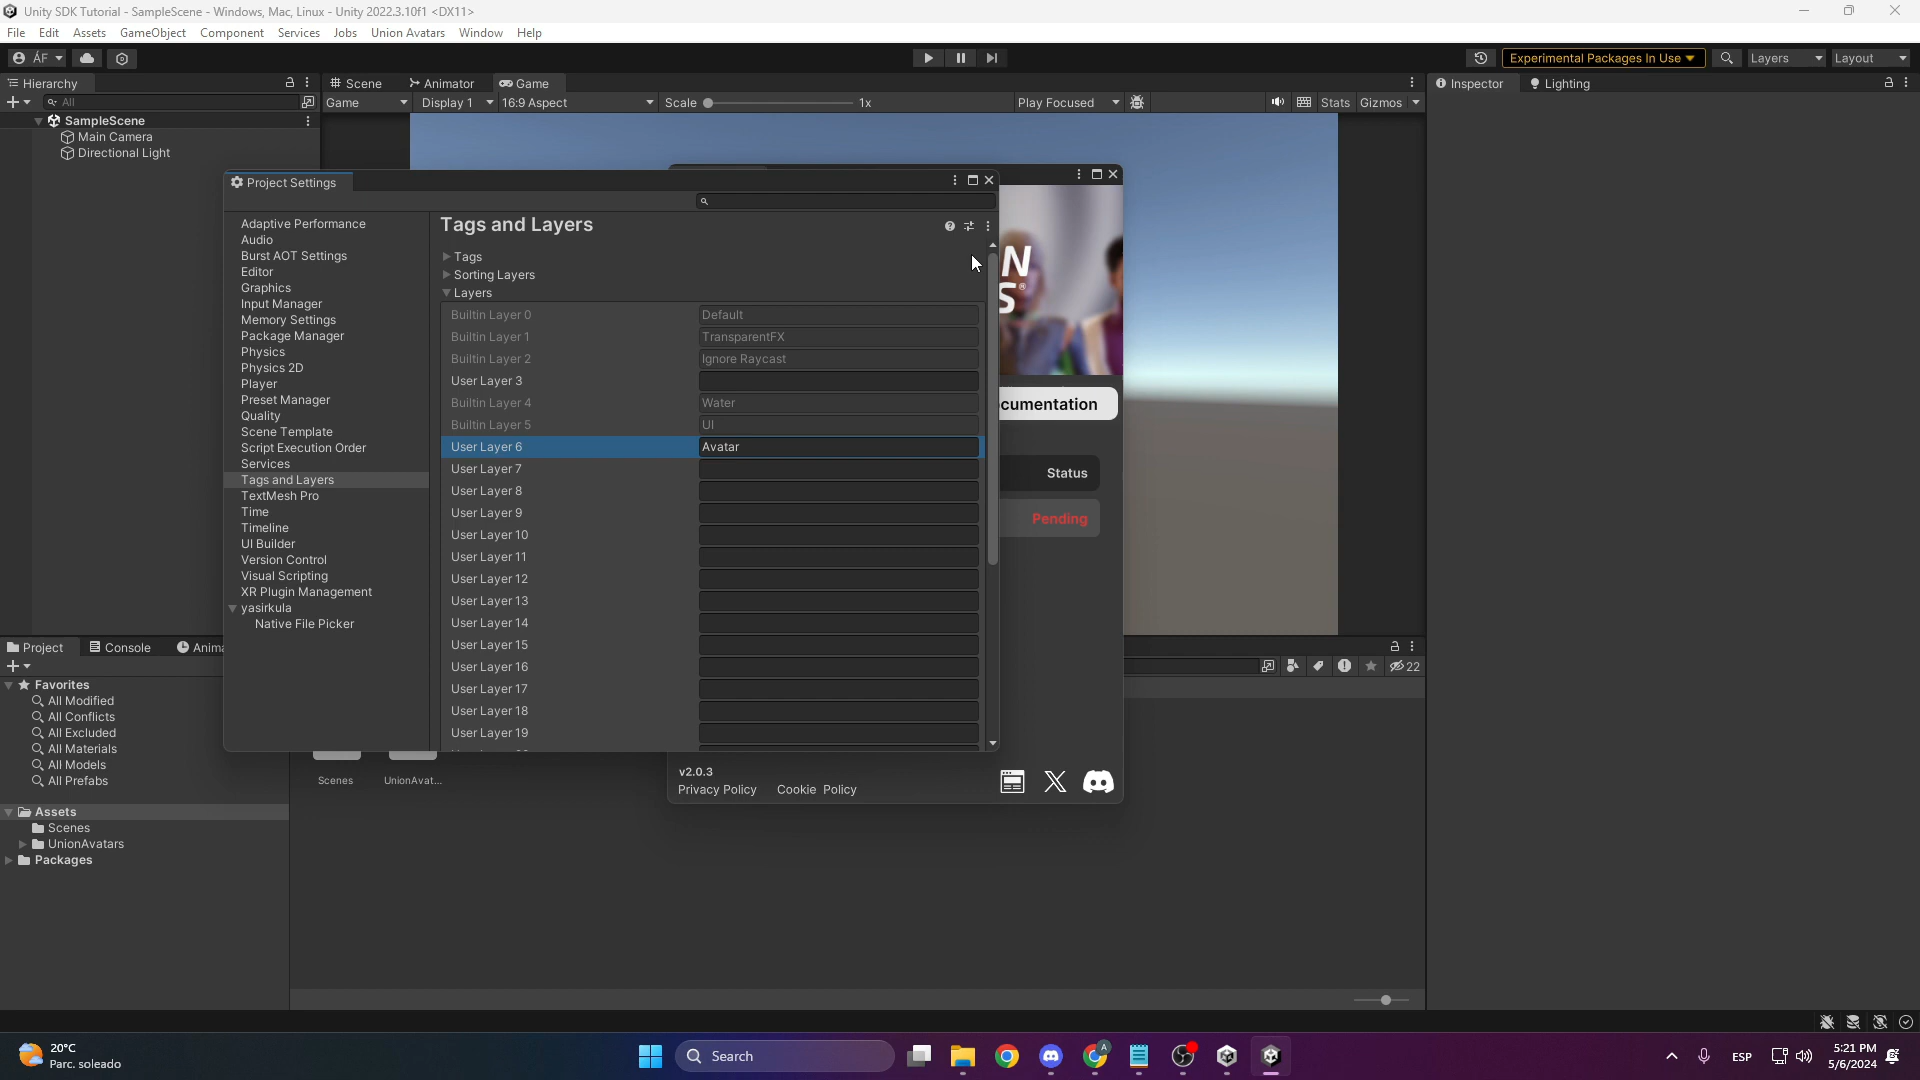 Unity SDK Tutorial - SampleScene - Windows, Mac, Linux - Unity 2022.3.10f1 <DX11>
File Edit Assets GameObject Component Services Jobs Union Avatars Window Help
ÁF Experimental Packages In Use Layers Layout
Hierarchy Scene Animator Game Inspector Lighting
All Game Display 1 16:9 Aspect Scale 1x Play Focused Stats Gizmos
SampleScene
Main Camera
Directional Light
Project Settings
Adaptive Performance
Audio
Burst AOT Settings
Editor
Graphics
Input Manager
Memory Settings
Package Manager
Physics
Physics 2D
Player
Preset Manager
Quality
Scene Template
Script Execution Order
Services
Tags and Layers
TextMesh Pro
Time
Timeline
UI Builder
Version Control
Visual Scripting
XR Plugin Management
yasirkula
Native File Picker
Tags and Layers
Tags
Sorting Layers
Layers
Builtin Layer 0 Default
Builtin Layer 1 TransparentFX
Builtin Layer 2 Ignore Raycast
User Layer 3
Builtin Layer 4 Water
Builtin Layer 5 UI
User Layer 6 Avatar
User Layer 7
User Layer 8
User Layer 9
User Layer 10
User Layer 11
User Layer 12
User Layer 13
User Layer 14
User Layer 15
User Layer 16
User Layer 17
User Layer 18
User Layer 19
N
S®
cumentation
Status
Pending
v2.0.3
Privacy Policy Cookie Policy
Project Console Anima
22
Favorites
All Modified
All Conflicts
All Excluded
All Materials
All Models
All Prefabs
Assets
Scenes
UnionAvatars
Packages
Scenes UnionAvat...
20°C
Parc. soleado
Search
A
ESP
5:21 PM
5/6/2024